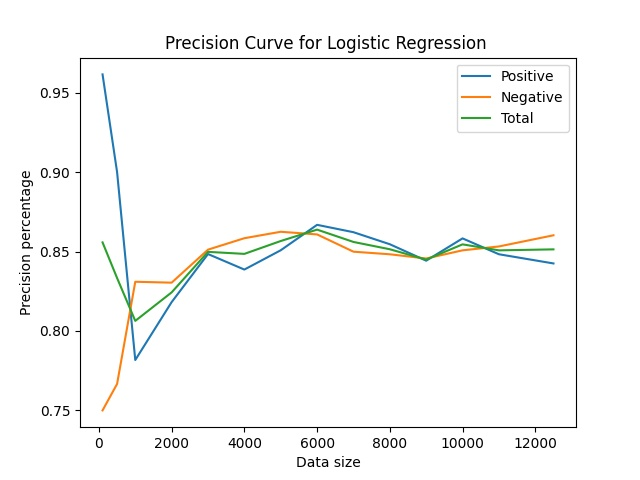 Precision Curve for Logistic Regression
Positive
Negative
Total
Precision percentage
0.95
0.90
0.85
0.80
0.75
0 2000 4000 6000 8000 10000 12000
Data size